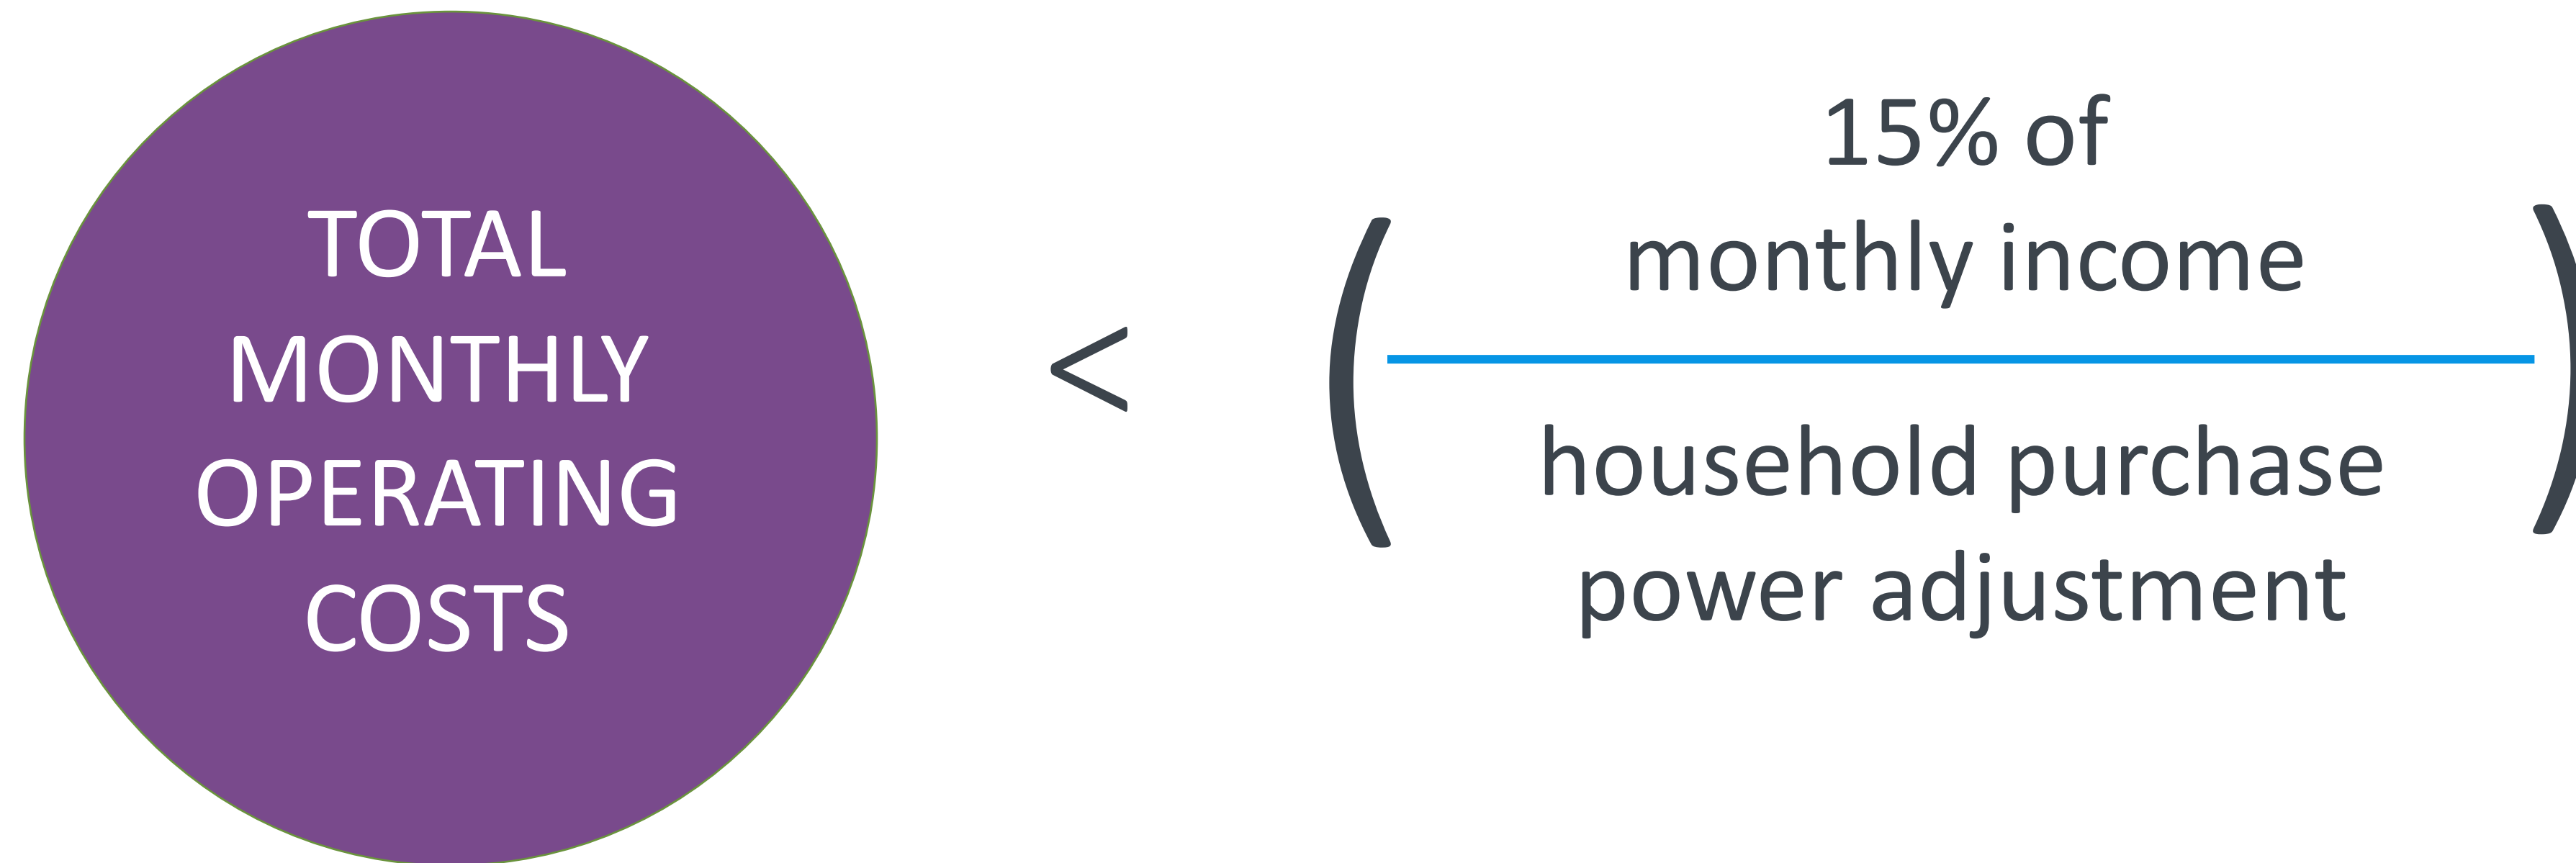 TOTAL
MONTHLY
OPERATING
COSTS
<
(
15% of
monthly income
household purchase
power adjustment
)